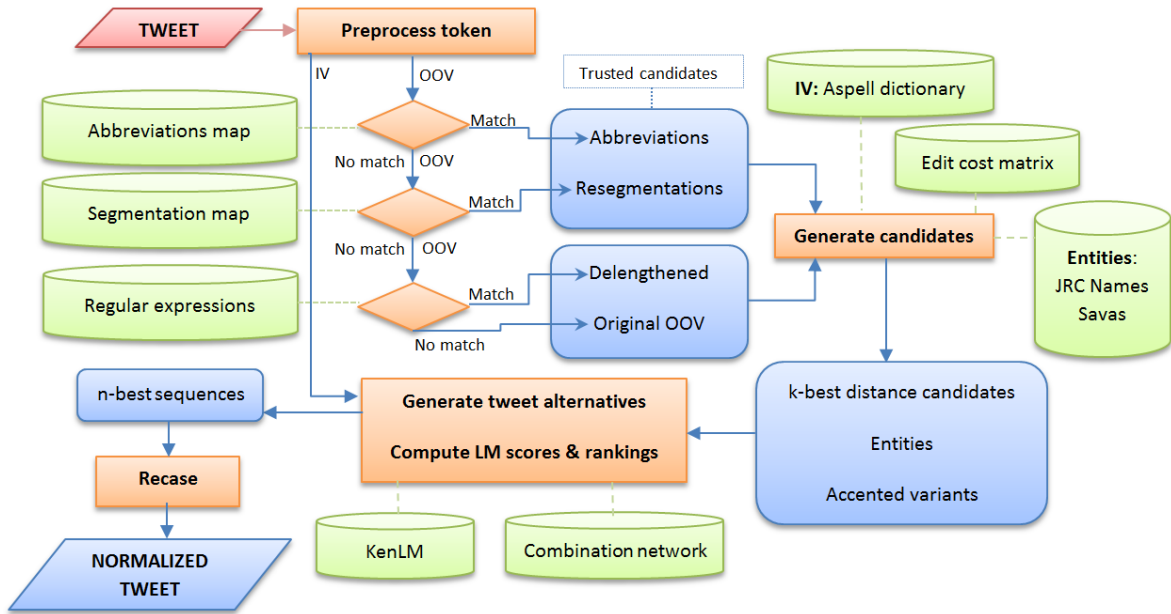 TWEET
Preprocess token
IV
OOV
Trusted candidates
IV: Aspell dictionary
Abbreviations map
Match
Abbreviations
Edit cost matrix
No match
OOV
Segmentation map
Match
Resegmentations
Generate candidates
No match
OOV
Regular expressions
Match
Delengthened
Original OOV
No match
Entities:
JRC Names
Savas
n-best sequences
Generate tweet alternatives
Compute LM scores & rankings
k-best distance candidates
Entities
Accented variants
Recase
KenLM
Combination network
NORMALIZED
TWEET